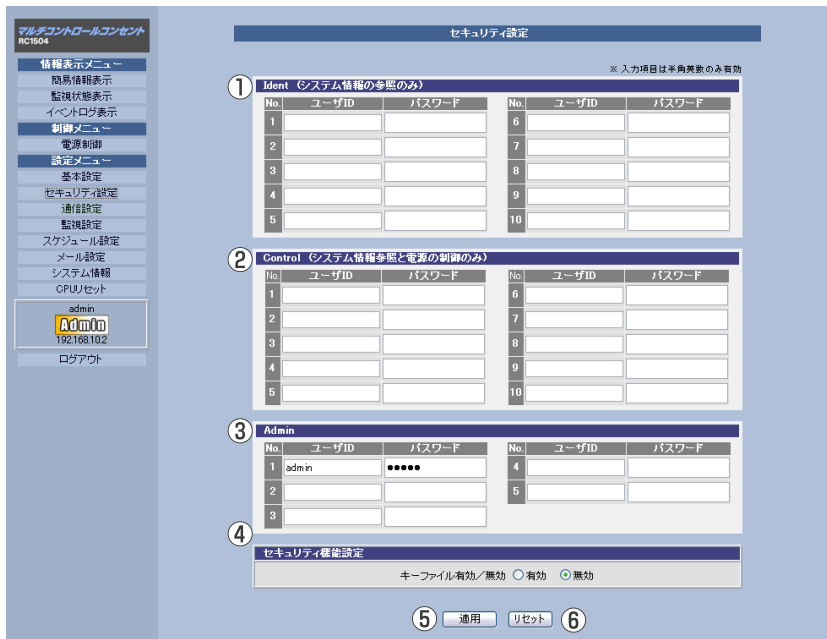 マルチコントロールコンセント
RC1504
情報表示メニュー
簡易情報表示
監視状態表示
イベントログ表示
制御メニュー
電源制御
設定メニュー
基本設定
セキュリティ設定
通信設定
監視設定
スケジュール設定
メール設定
システム情報
CPUリセット
admin
Admin
192.168.10.2
ログアウト
セキュリティ設定
※ 入力項目は半角英数のみ有効
① Ident （システム情報の参照のみ）
No. ユーザID パスワード No. ユーザID パスワード
1 6
2 7
3 8
4 9
5 10
② Control （システム情報参照と電源の制御のみ）
No. ユーザID パスワード No. ユーザID パスワード
1 6
2 7
3 8
4 9
5 10
③ Admin
No. ユーザID パスワード No. ユーザID パスワード
1 admin ●●●●● 4
2 5
3
④ セキュリティ機能設定
キーファイル有効／無効 有効 無効
⑤ 適用 リセット ⑥